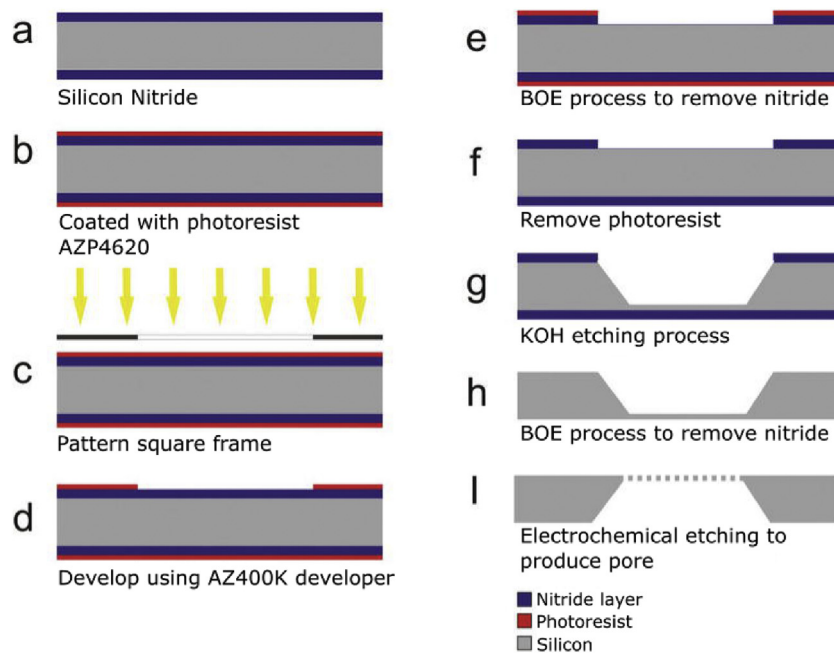 a
Silicon Nitride
b
Coated with photoresist
AZP4620
c
Pattern square frame
d
Develop using AZ400K developer
e
BOE process to remove nitride
f
Remove photoresist
g
KOH etching process
h
BOE process to remove nitride
I
Electrochemical etching to
produce pore
Nitride layer
Photoresist
Silicon